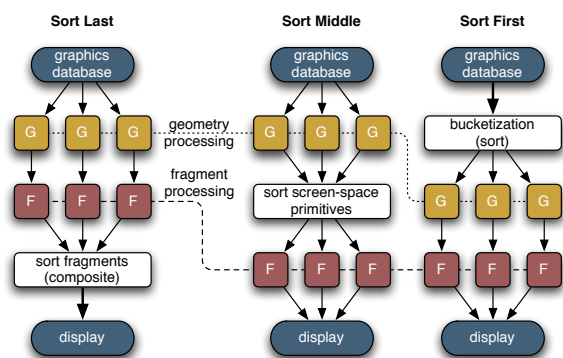 Sort Last
Sort Middle
Sort First
graphics
database
graphics
database
graphics
database
G
G
G
geometry
processing
G
G
G
bucketization
(sort)
fragment
processing
F
F
F
sort screen-space
primitives
G
G
G
sort fragments
(composite)
F
F
F
F
F
F
display
display
display